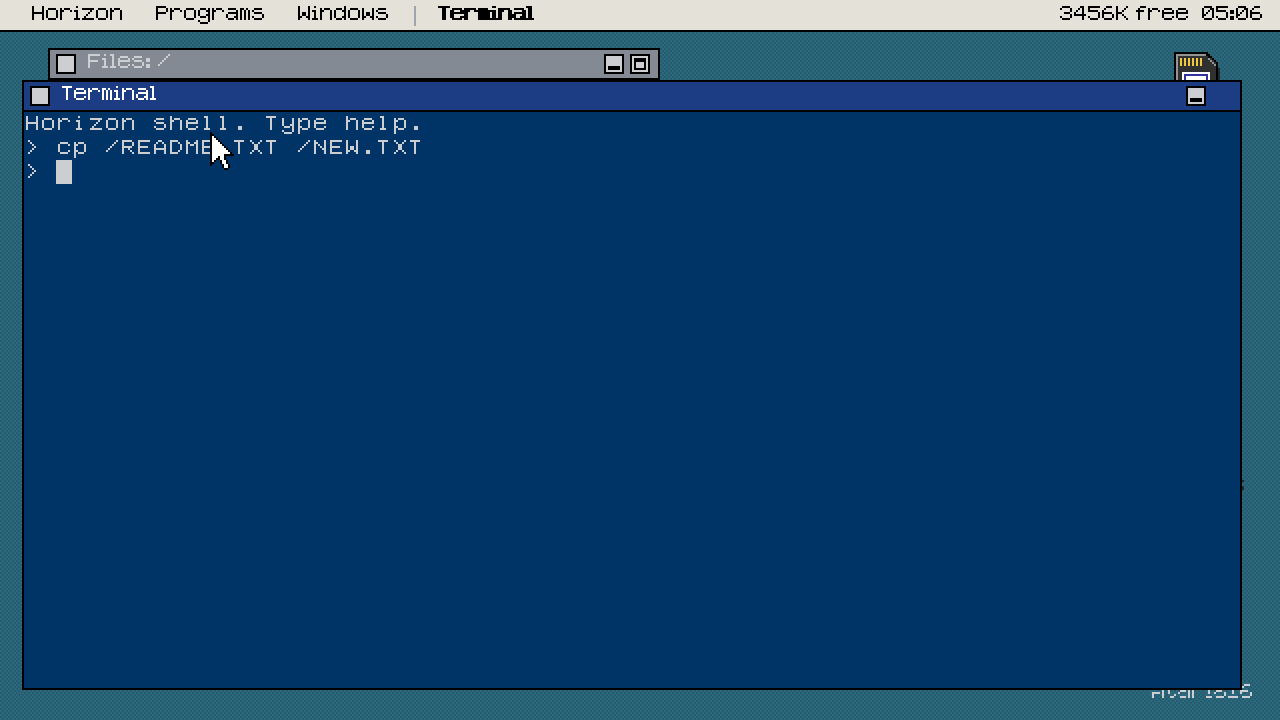 Horizon Programs Windows | Terminal 3456K free 05:06
Files: /
Terminal
Horizon shell. Type help.
> cp /README.TXT /NEW.TXT
>